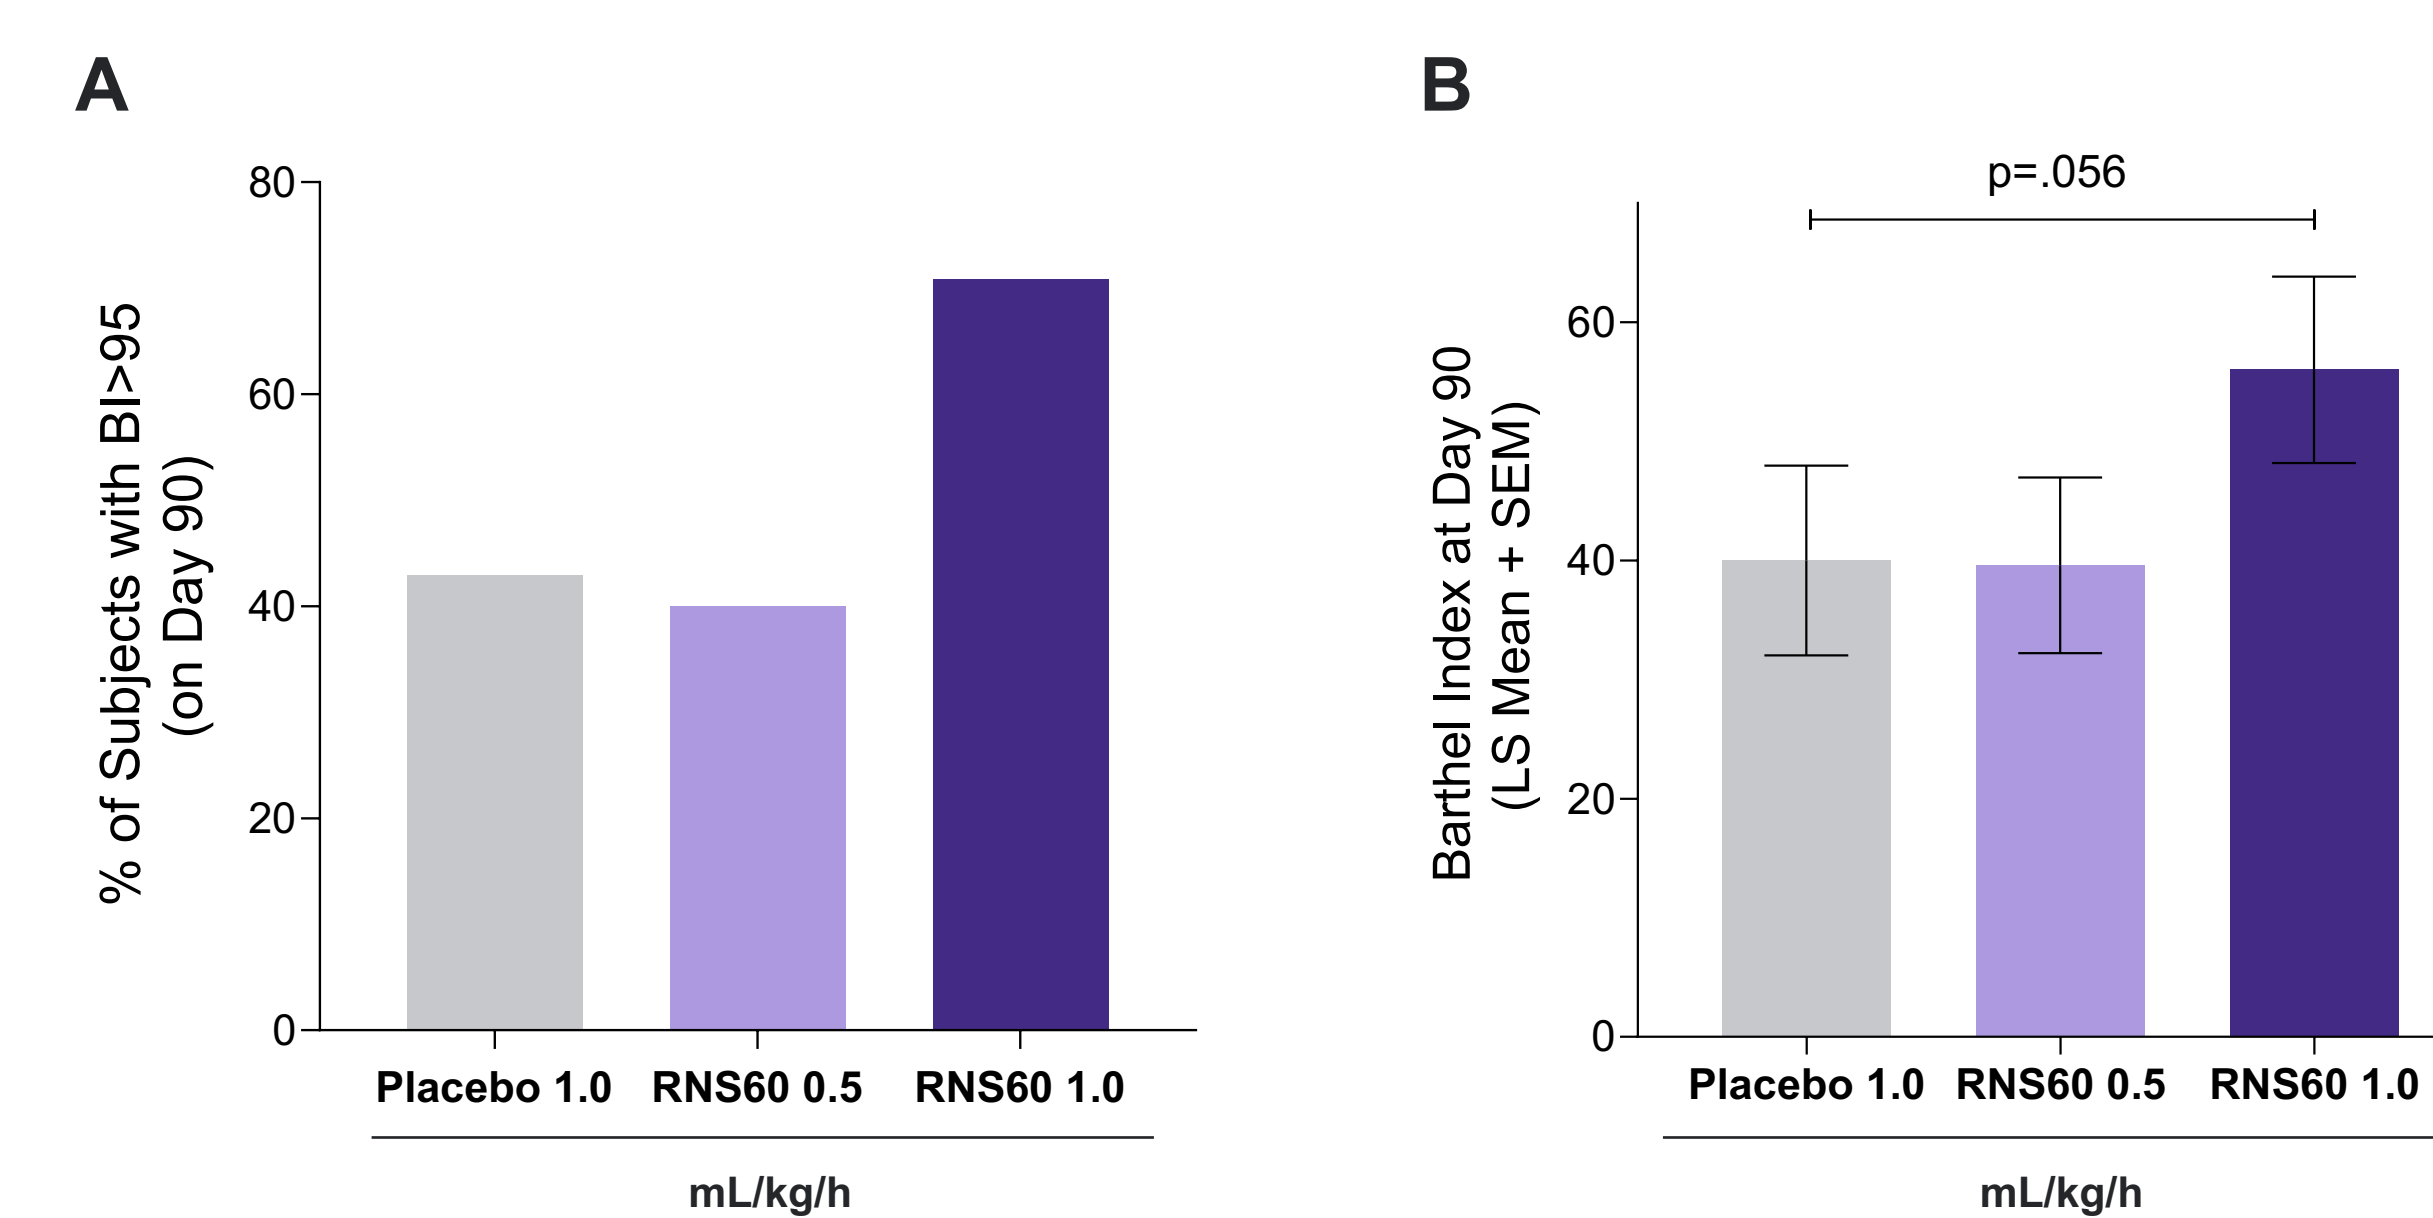 A
% of Subjects with BI>95
(on Day 90)
80
60
40
20
0
Placebo 1.0
RNS60 0.5
RNS60 1.0
mL/kg/h
B
p=.056
Barthel Index at Day 90
(LS Mean + SEM)
60
40
20
0
Placebo 1.0
RNS60 0.5
RNS60 1.0
mL/kg/h